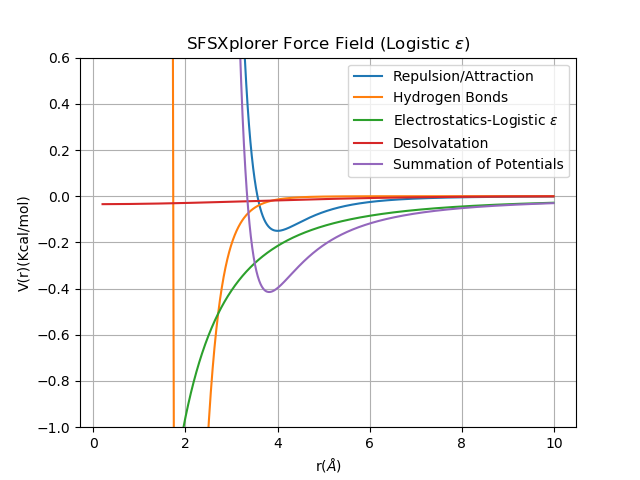 SFSXplorer Force Field (Logistic ε)
V(r)(Kcal/mol)
0.6
0.4
0.2
0.0
−0.2
−0.4
−0.6
−0.8
−1.0
Repulsion/Attraction
Hydrogen Bonds
Electrostatics-Logistic ε
Desolvatation
Summation of Potentials
0 2 4 6 8 10
r(Å)